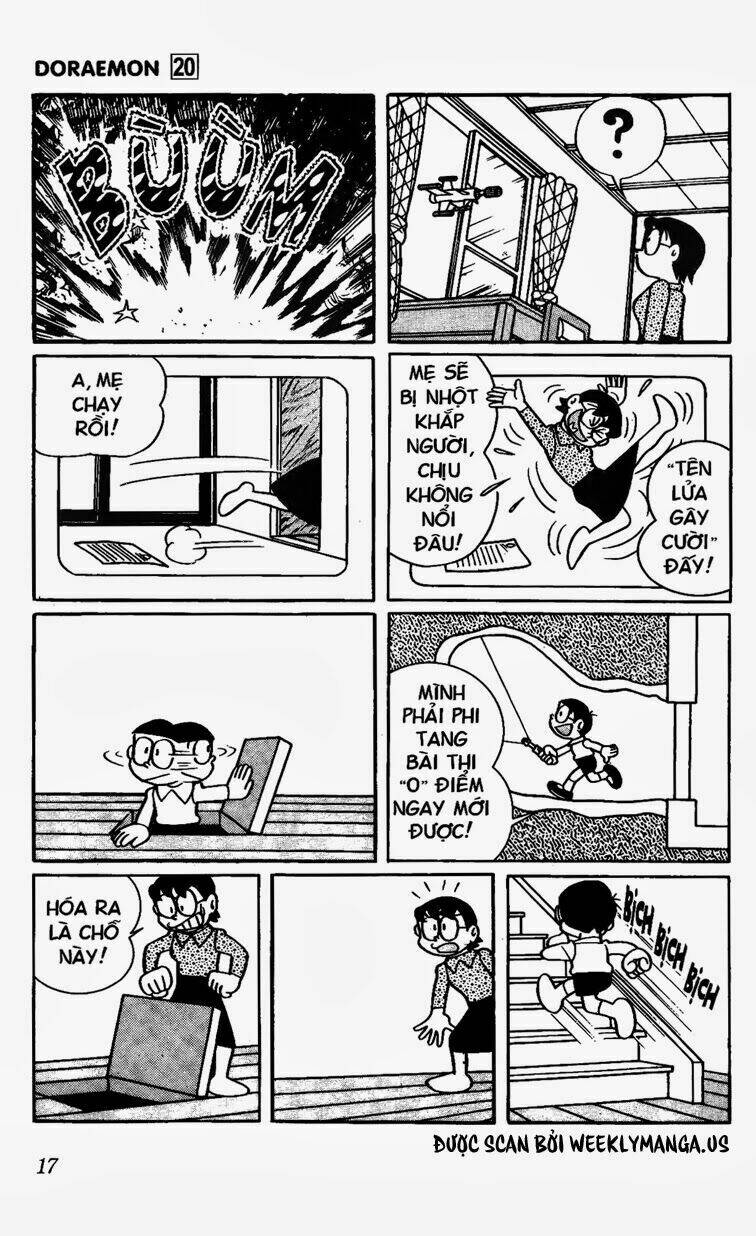 DORAEMON 20
?
BÙÙM
"TÊN
LỬA
GÂY
CƯỜI"
ĐẤY!
MẸ SẼ
BỊ NHỘT
KHẮP
NGƯỜI,
CHỊU
KHÔNG
NỔI
ĐÂU!
A, MẸ
CHẠY
RỒI!
MÌNH
PHẢI PHI
TANG
BÀI THI
"0" ĐIỂM
NGAY MỚI
ĐƯỢC!
BỊCH BỊCH BỊCH
HÓA RA
LÀ CHỖ
NÀY!
ĐƯỢC SCAN BỞI WEEKLYMANGA.US
17